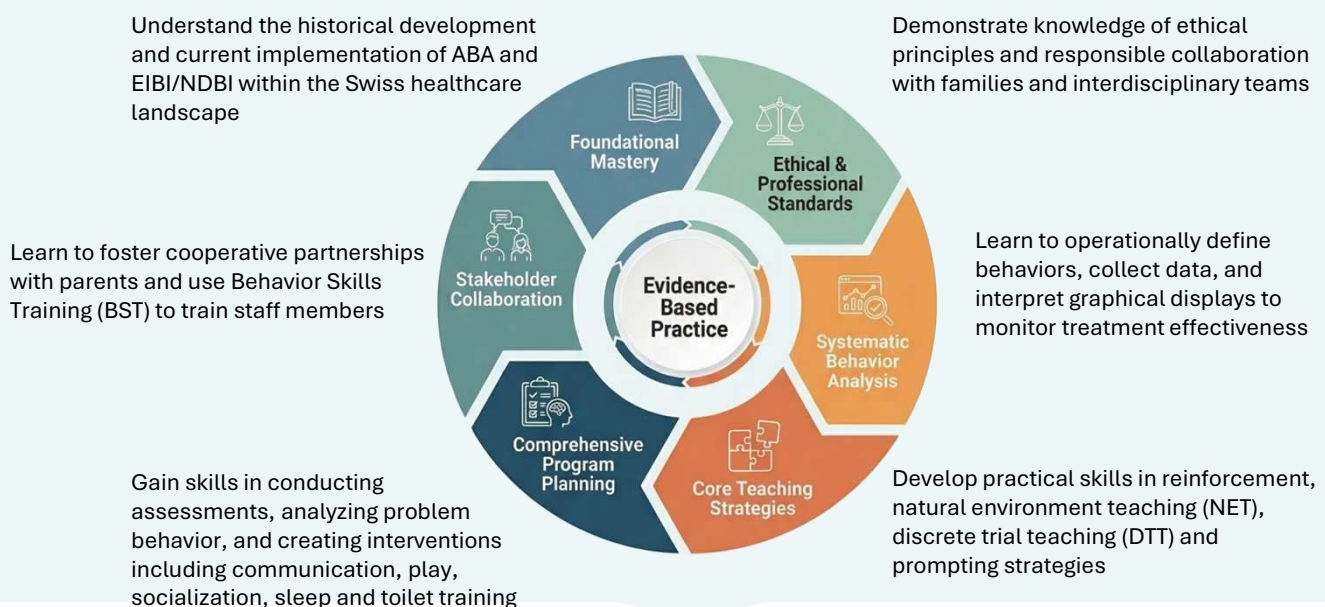 Understand the historical development
and current implementation of ABA and
EIBI/NDBI within the Swiss healthcare
landscape
Demonstrate knowledge of ethical
principles and responsible collaboration
with families and interdisciplinary teams
Foundational
Mastery
Ethical &
Professional
Standards
Learn to foster cooperative partnerships
with parents and use Behavior Skills
Training (BST) to train staff members
Stakeholder
Collaboration
Evidence-
Based
Practice
Systematic
Behavior
Analysis
Learn to operationally define
behaviors, collect data, and
interpret graphical displays to
monitor treatment effectiveness
Comprehensive
Program
Planning
Core Teaching
Strategies
Gain skills in conducting
assessments, analyzing problem
behavior, and creating interventions
including communication, play,
socialization, sleep and toilet training
Develop practical skills in reinforcement,
natural environment teaching (NET),
discrete trial teaching (DTT) and
prompting strategies